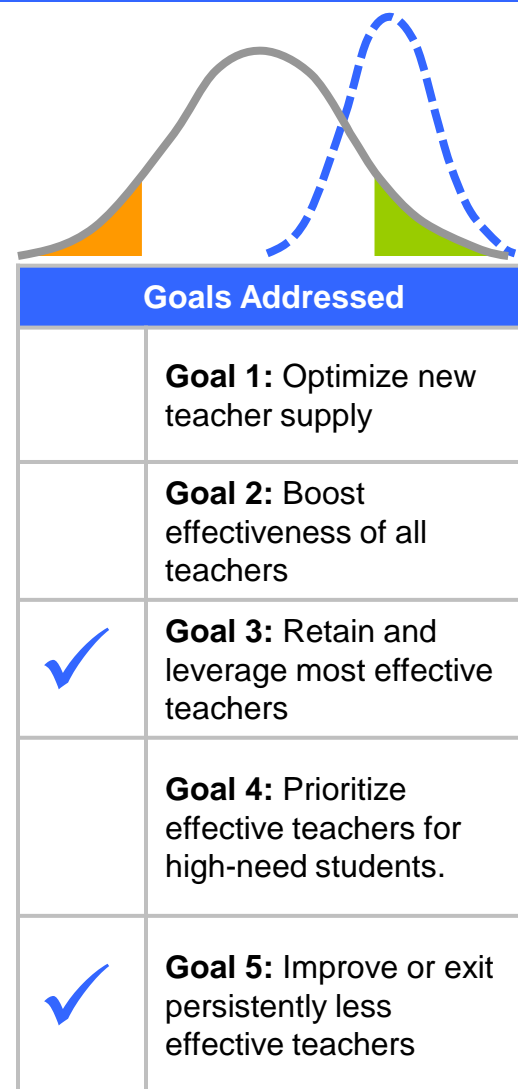 Goals Addressed
Goal 1: Optimize new
teacher supply
Goal 2: Boost
effectiveness of all
teachers
Goal 3: Retain and
leverage most effective
teachers
Goal 4: Prioritize
effective teachers for
high-need students.
Goal 5: Improve or exit
persistently less
effective teachers